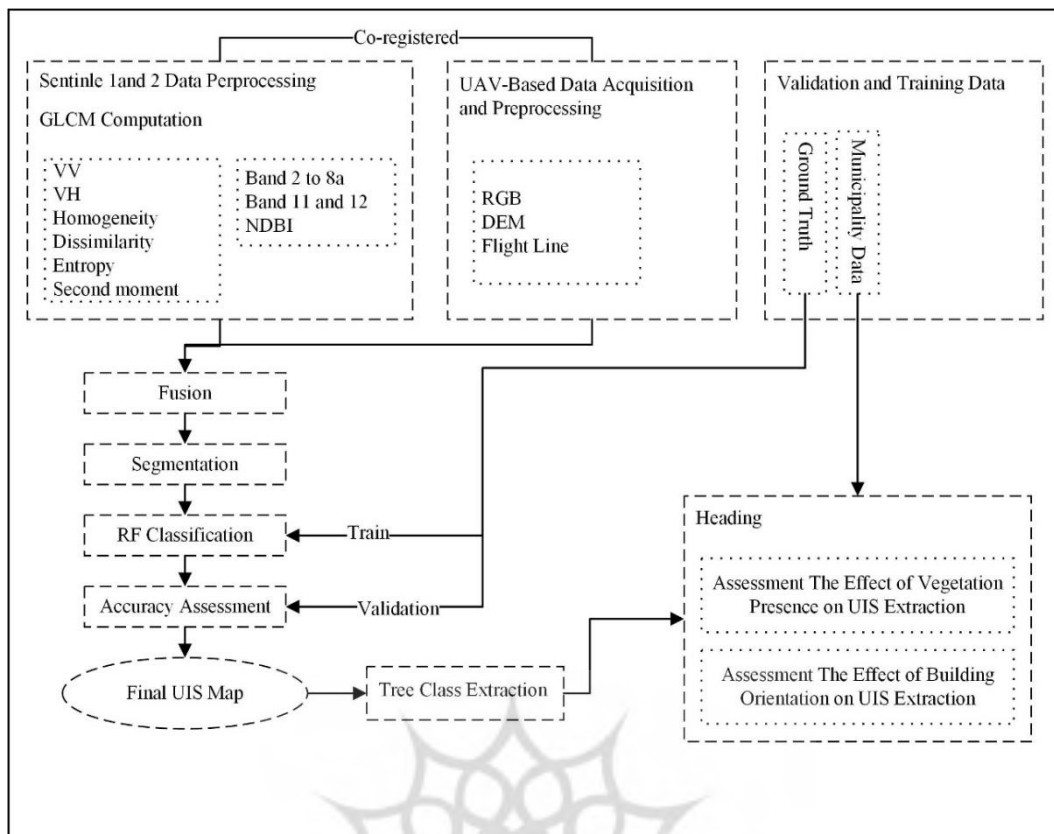 Co-registered
Sentinle 1and 2 Data Perprocessing
GLCM Computation
VV
VH
Homogeneity
Dissimilarity
Entropy
Second moment
Band 2 to 8a
Band 11 and 12
NDBI
UAV-Based Data Acquisition
and Preprocessing
RGB
DEM
Flight Line
Validation and Training Data
Ground Truth
Municipality Data
Fusion
Segmentation
RF Classification
Train
Accuracy Assessment
Validation
Final UIS Map
Tree Class Extraction
Heading
Assessment The Effect of Vegetation
Presence on UIS Extraction
Assessment The Effect of Building
Orientation on UIS Extraction